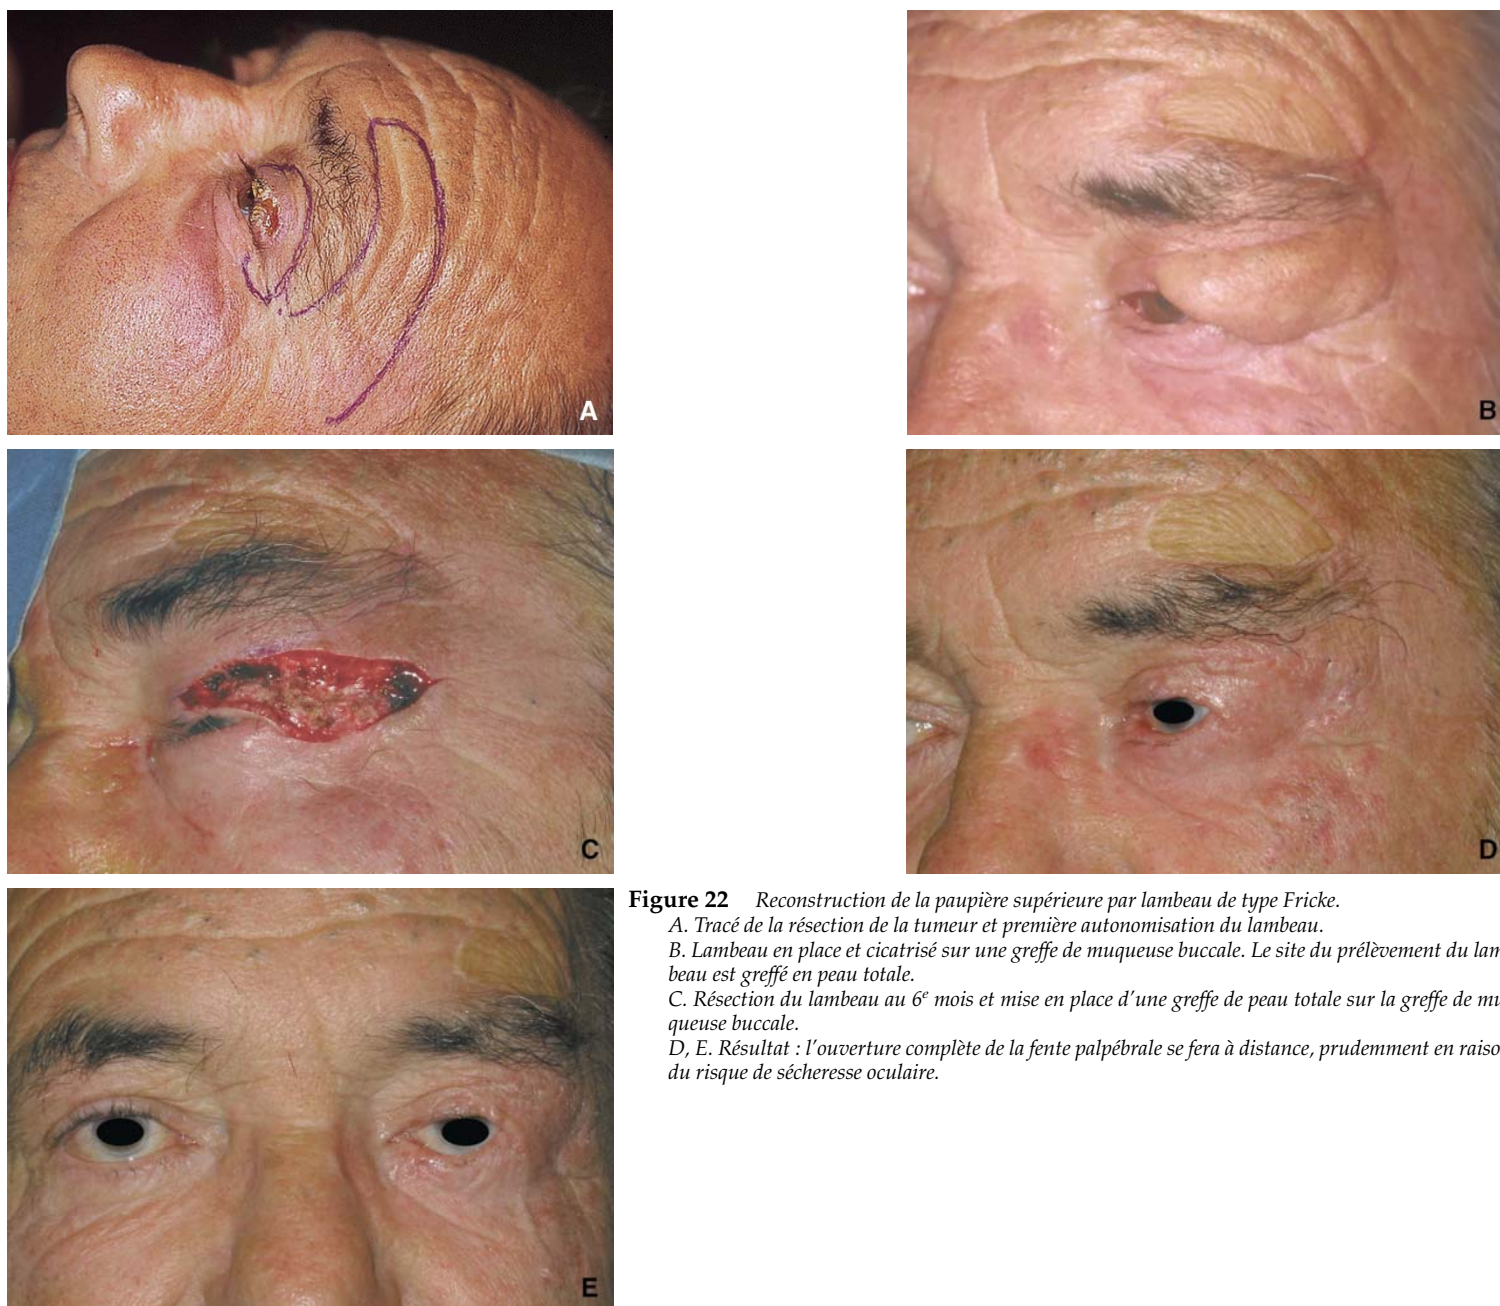 A
B
C
D
E
Figure 22 Reconstruction de la paupière supérieure par lambeau de type Fricke.
A. Tracé de la résection de la tumeur et première autonomisation du lambeau.
B. Lambeau en place et cicatrisé sur une greffe de muqueuse buccale. Le site du prélèvement du lam
beau est greffé en peau totale.
C. Résection du lambeau au 6e mois et mise en place d'une greffe de peau totale sur la greffe de mu
queuse buccale.
D, E. Résultat : l'ouverture complète de la fente palpébrale se fera à distance, prudemment en raiso
du risque de sécheresse oculaire.